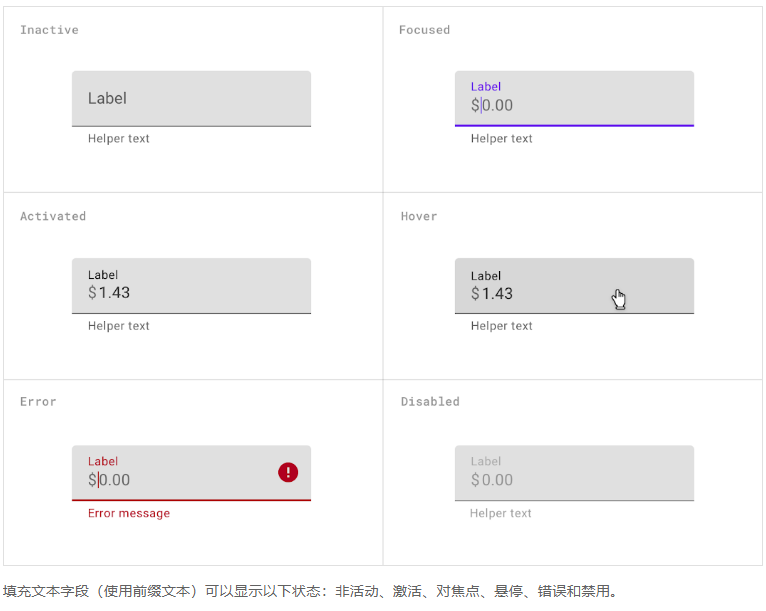 Inactive
Focused
Label
Label
$0.00
Helper text
Helper text
Activated
Hover
Label
$1.43
Label
$1.43
Helper text
Helper text
Error
Disabled
Label
$0.00
!
Label
$0.00
Error message
Helper text
填充文本字段（使用前缀文本）可以显示以下状态：非活动、激活、对焦点、悬停、错误和禁用。